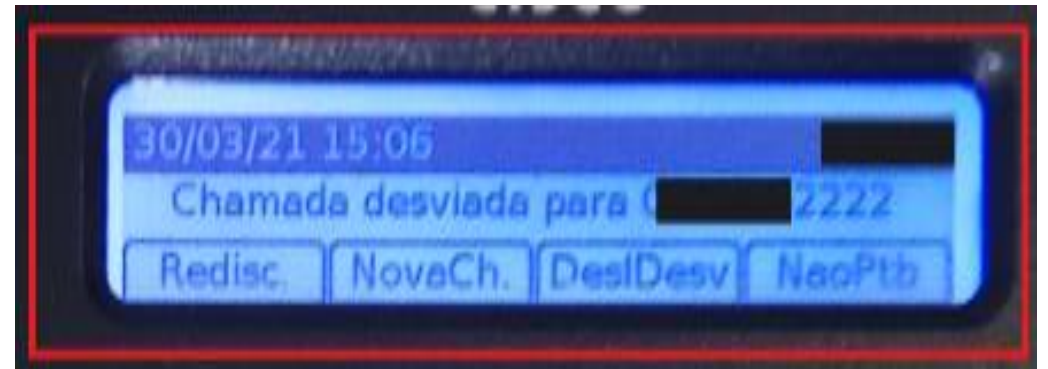 30/03/21 15:06
Chamada desviada para 2222
Redisc. NovaCh. DeslDesv NaoPtb